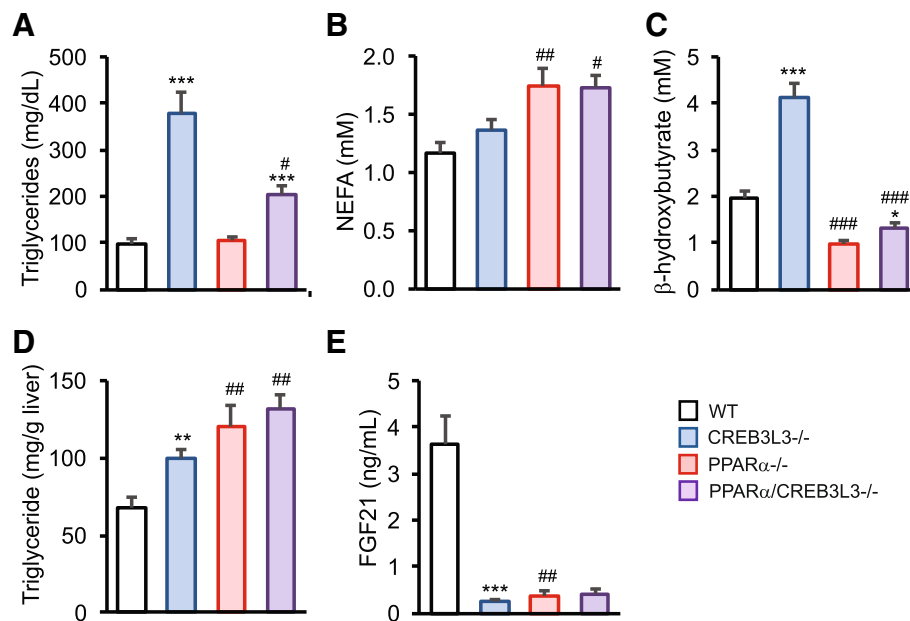 A
Triglycerides (mg/dL)
500
400
300
200
100
0
***
#
***
B
NEFA (mM)
2.0
1.5
1.0
0.5
0.0
##
#
C
β-hydroxybutyrate (mM)
5
4
2
1
0
***
###
###
*
D
Triglyceride (mg/g liver)
150
100
50
0
**
##
##
E
FGF21 (ng/mL)
5
4
3
2
1
0
***
##
WT
CREB3L3-/-
PPARα-/-
PPARα/CREB3L3-/-